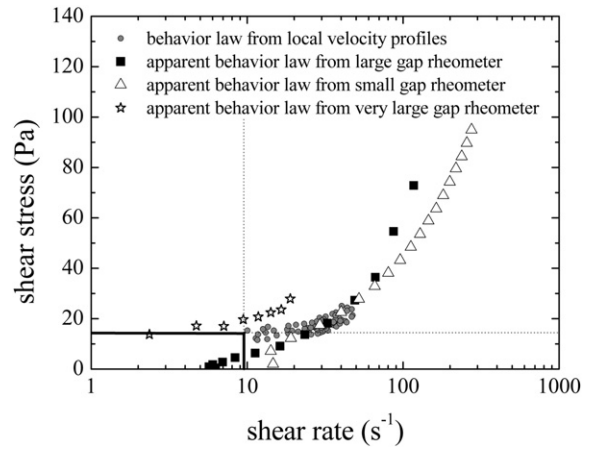 140
120
100
80
60
40
20
0
shear stress (Pa)
behavior law from local velocity profiles
apparent behavior law from large gap rheometer
apparent behavior law from small gap rheometer
apparent behavior law from very large gap rheometer
1 10 100 1000
shear rate (s⁻¹)